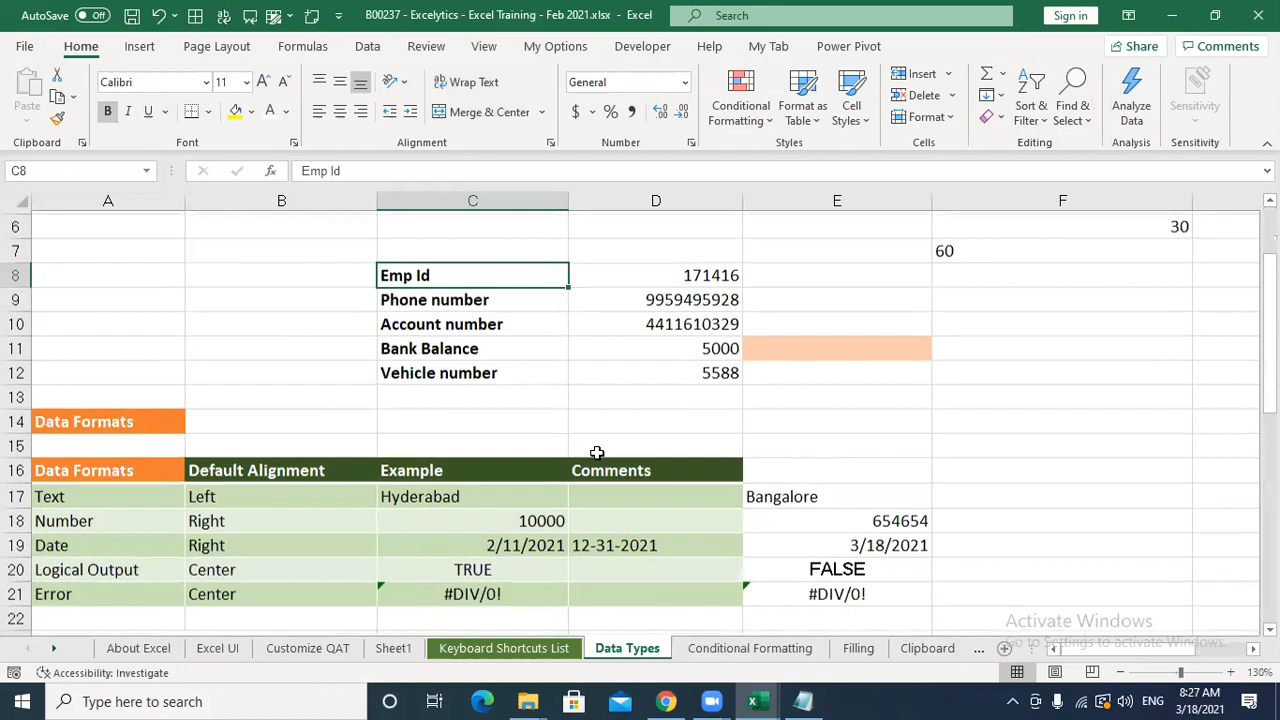 AutoSave Off B00237 - Excelytics - Excel Training - Feb 2021.xlsx - Excel Search Sign in
File Home Insert Page Layout Formulas Data Review View My Options Developer Help My Tab Power Pivot Share Comments
Paste Calibri 11 Wrap Text General Conditional Formatting Format as Table Cell Styles Insert Delete Format Sort & Filter Find & Select Analyze Data Sensitivity
B I U Merge & Center $ %
Clipboard Font Alignment Number Styles Cells Editing Analysis Sensitivity
C8 Emp Id
A B C D E F
6 30
7 60
8 Emp Id 171416
9 Phone number 9959495928
10 Account number 4411610329
11 Bank Balance 5000
12 Vehicle number 5588
13
14 Data Formats
15
16 Data Formats Default Alignment Example Comments
17 Text Left Hyderabad Bangalore
18 Number Right 10000 654654
19 Date Right 2/11/2021 12-31-2021 3/18/2021
20 Logical Output Center TRUE FALSE
21 Error Center #DIV/0! #DIV/0!
22
Activate Windows
Go to Settings to activate Windows.
... About Excel Excel UI Customize QAT Select Keyboard Shortcuts List Data Types Conditional Formatting Filling Clipboard ...
Accessibility: Investigate 130%
Type here to search ENG 8:27 AM
3/18/2021